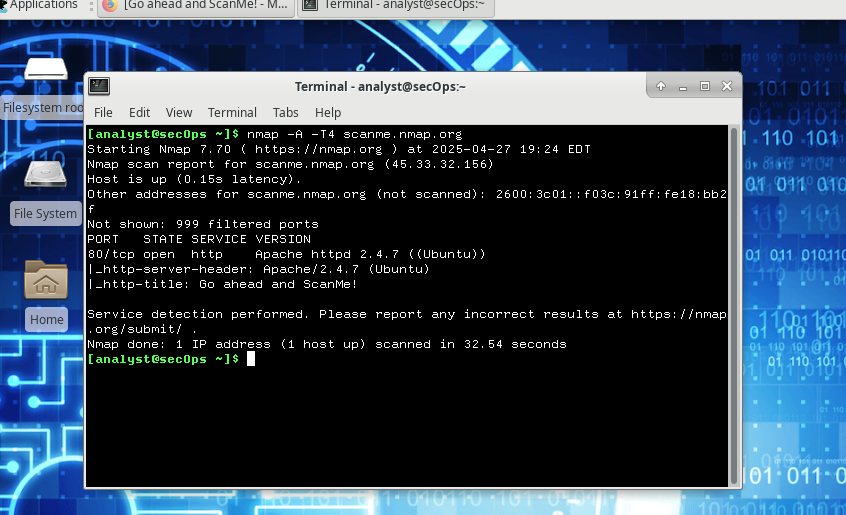 Applications
[Go ahead and ScanMe! - M...
Terminal - analyst@secOps:~
Filesystem roo
File System
Home
Terminal - analyst@secOps:~
File Edit View Terminal Tabs Help
[analyst@secOps ~]$ nmap -A -T4 scanme.nmap.org
Starting Nmap 7.70 ( https://nmap.org ) at 2025-04-27 19:24 EDT
Nmap scan report for scanme.nmap.org (45.33.32.156)
Host is up (0.15s latency).
Other addresses for scanme.nmap.org (not scanned): 2600:3c01::f03c:91ff:fe18:bb2
f
Not shown: 999 filtered ports
PORT   STATE SERVICE VERSION
80/tcp open  http    Apache httpd 2.4.7 ((Ubuntu))
|_http-server-header: Apache/2.4.7 (Ubuntu)
|_http-title: Go ahead and ScanMe!
Service detection performed. Please report any incorrect results at https://nmap
.org/submit/ .
Nmap done: 1 IP address (1 host up) scanned in 32.54 seconds
[analyst@secOps ~]$